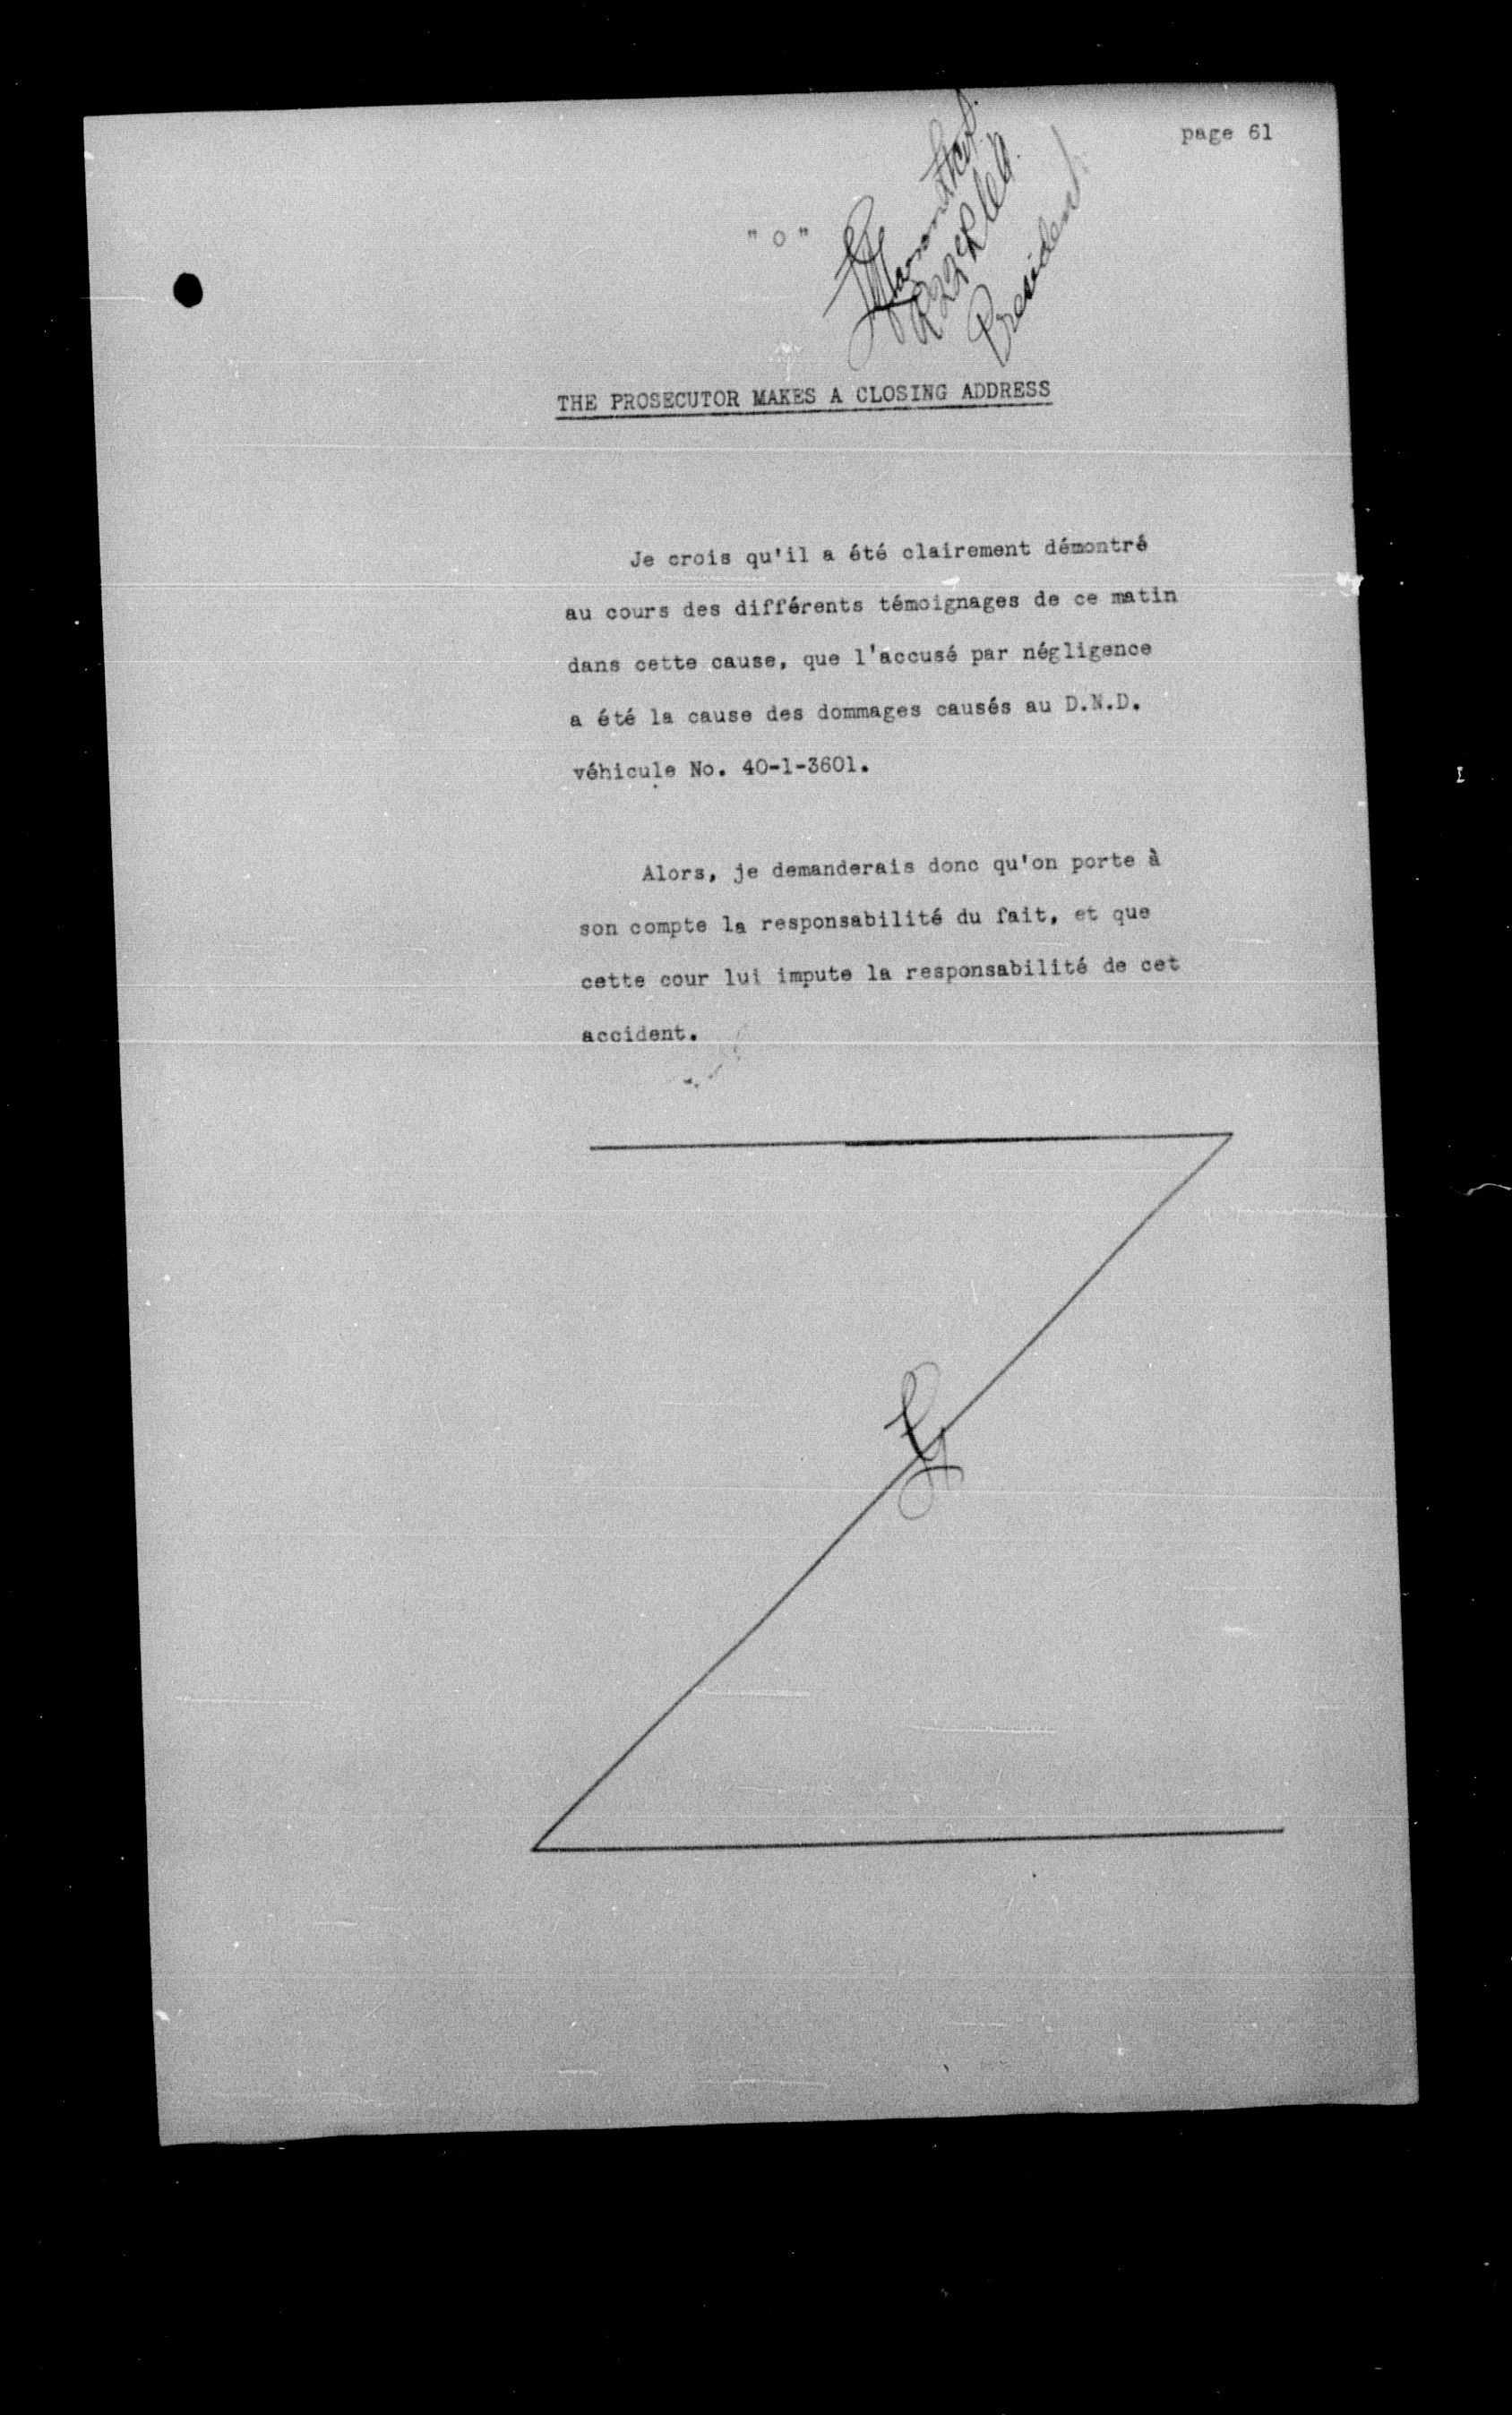 page 61
" O "
President.
THE PROSECUTOR MAKES A CLOSING ADDRESS
Je crois qu'il a été clairement démontré
au cours des différents témoignages de ce matin
dans cette cause, que l'accusé par négligence
a été la cause des dommages causés au D.N.D.
véhicule No. 40-1-3601.
Alors, je demanderais donc qu'on porte à
son compte la responsabilité du fait, et que
cette cour lui impute la responsabilité de cet
accident.